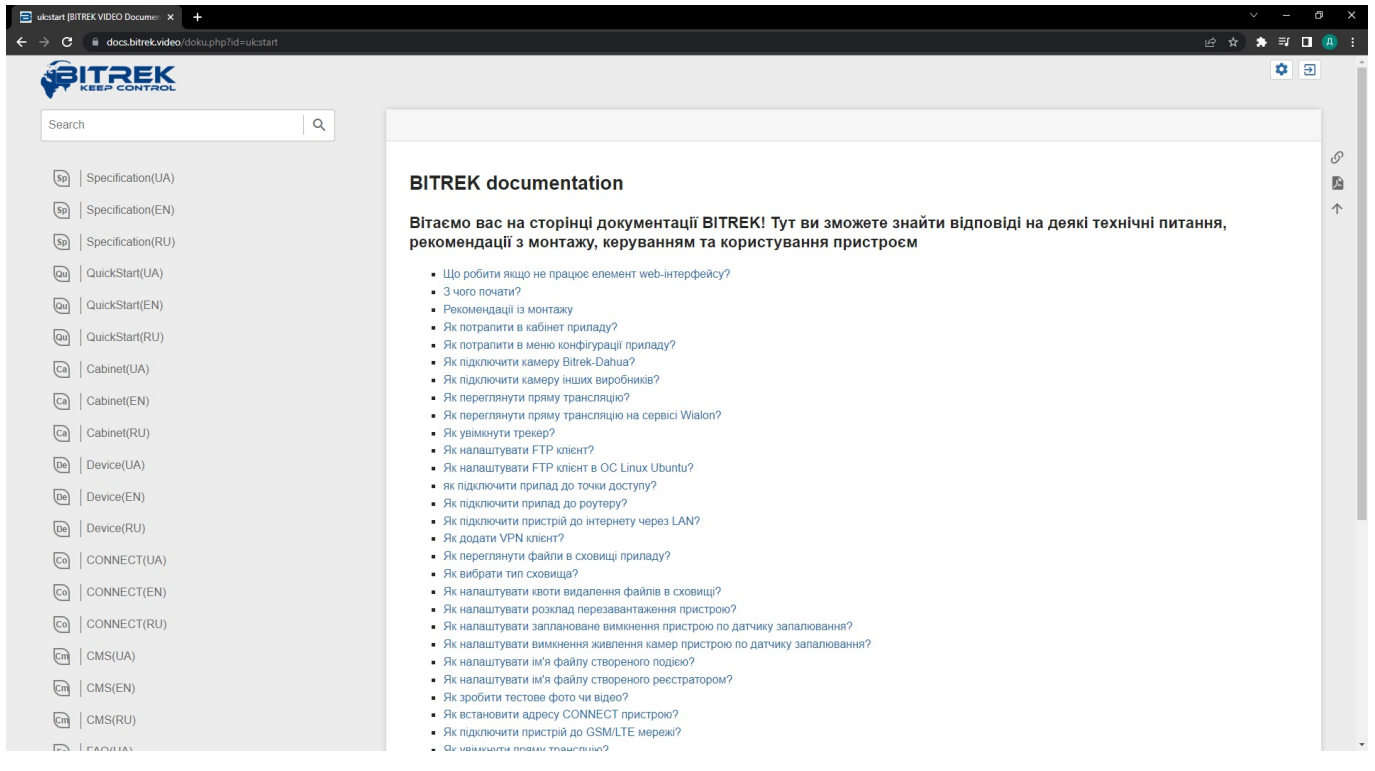 uk:start [BITREK VIDEO Documen
docs.bitrek.video/doku.php?id=uk:start
Д
BITREK
KEEP CONTROL
Search
Sp Specification(UA)
Sp Specification(EN)
Sp Specification(RU)
Qu QuickStart(UA)
Qu QuickStart(EN)
Qu QuickStart(RU)
Ca Cabinet(UA)
Ca Cabinet(EN)
Ca Cabinet(RU)
De Device(UA)
De Device(EN)
De Device(RU)
Co CONNECT(UA)
Co CONNECT(EN)
Co CONNECT(RU)
Cm CMS(UA)
Cm CMS(EN)
Cm CMS(RU)
FAQ(UA)
BITREK documentation
Вітаємо вас на сторінці документації BITREK! Тут ви зможете знайти відповіді на деякі технічні питання,
рекомендації з монтажу, керуванням та користування пристроєм
Що робити якщо не працює елемент web-інтерфейсу?
З чого почати?
Рекомендації із монтажу
Як потрапити в кабінет приладу?
Як потрапити в меню конфігурації приладу?
Як підключити камеру Bitrek-Dahua?
Як підключити камеру інших виробників?
Як переглянути пряму трансляцію?
Як переглянути пряму трансляцію на сервісі Wialon?
Як увімкнути трекер?
Як налаштувати FTP клієнт?
Як налаштувати FTP клієнт в ОС Linux Ubuntu?
як підключити прилад до точки доступу?
Як підключити прилад до роутеру?
Як підключити пристрій до інтернету через LAN?
Як додати VPN клієнт?
Як переглянути файли в сховищі приладу?
Як вибрати тип сховища?
Як налаштувати квоти видалення файлів в сховищі?
Як налаштувати розклад перезавантаження пристрою?
Як налаштувати заплановане вимкнення пристрою по датчику запалювання?
Як налаштувати вимкнення живлення камер пристрою по датчику запалювання?
Як налаштувати ім'я файлу створеного подією?
Як налаштувати ім'я файлу створеного реєстратором?
Як зробити тестове фото чи відео?
Як встановити адресу CONNECT пристрою?
Як підключити пристрій до GSM/LTE мережі?
Як увімкнути пряму трансляцію?